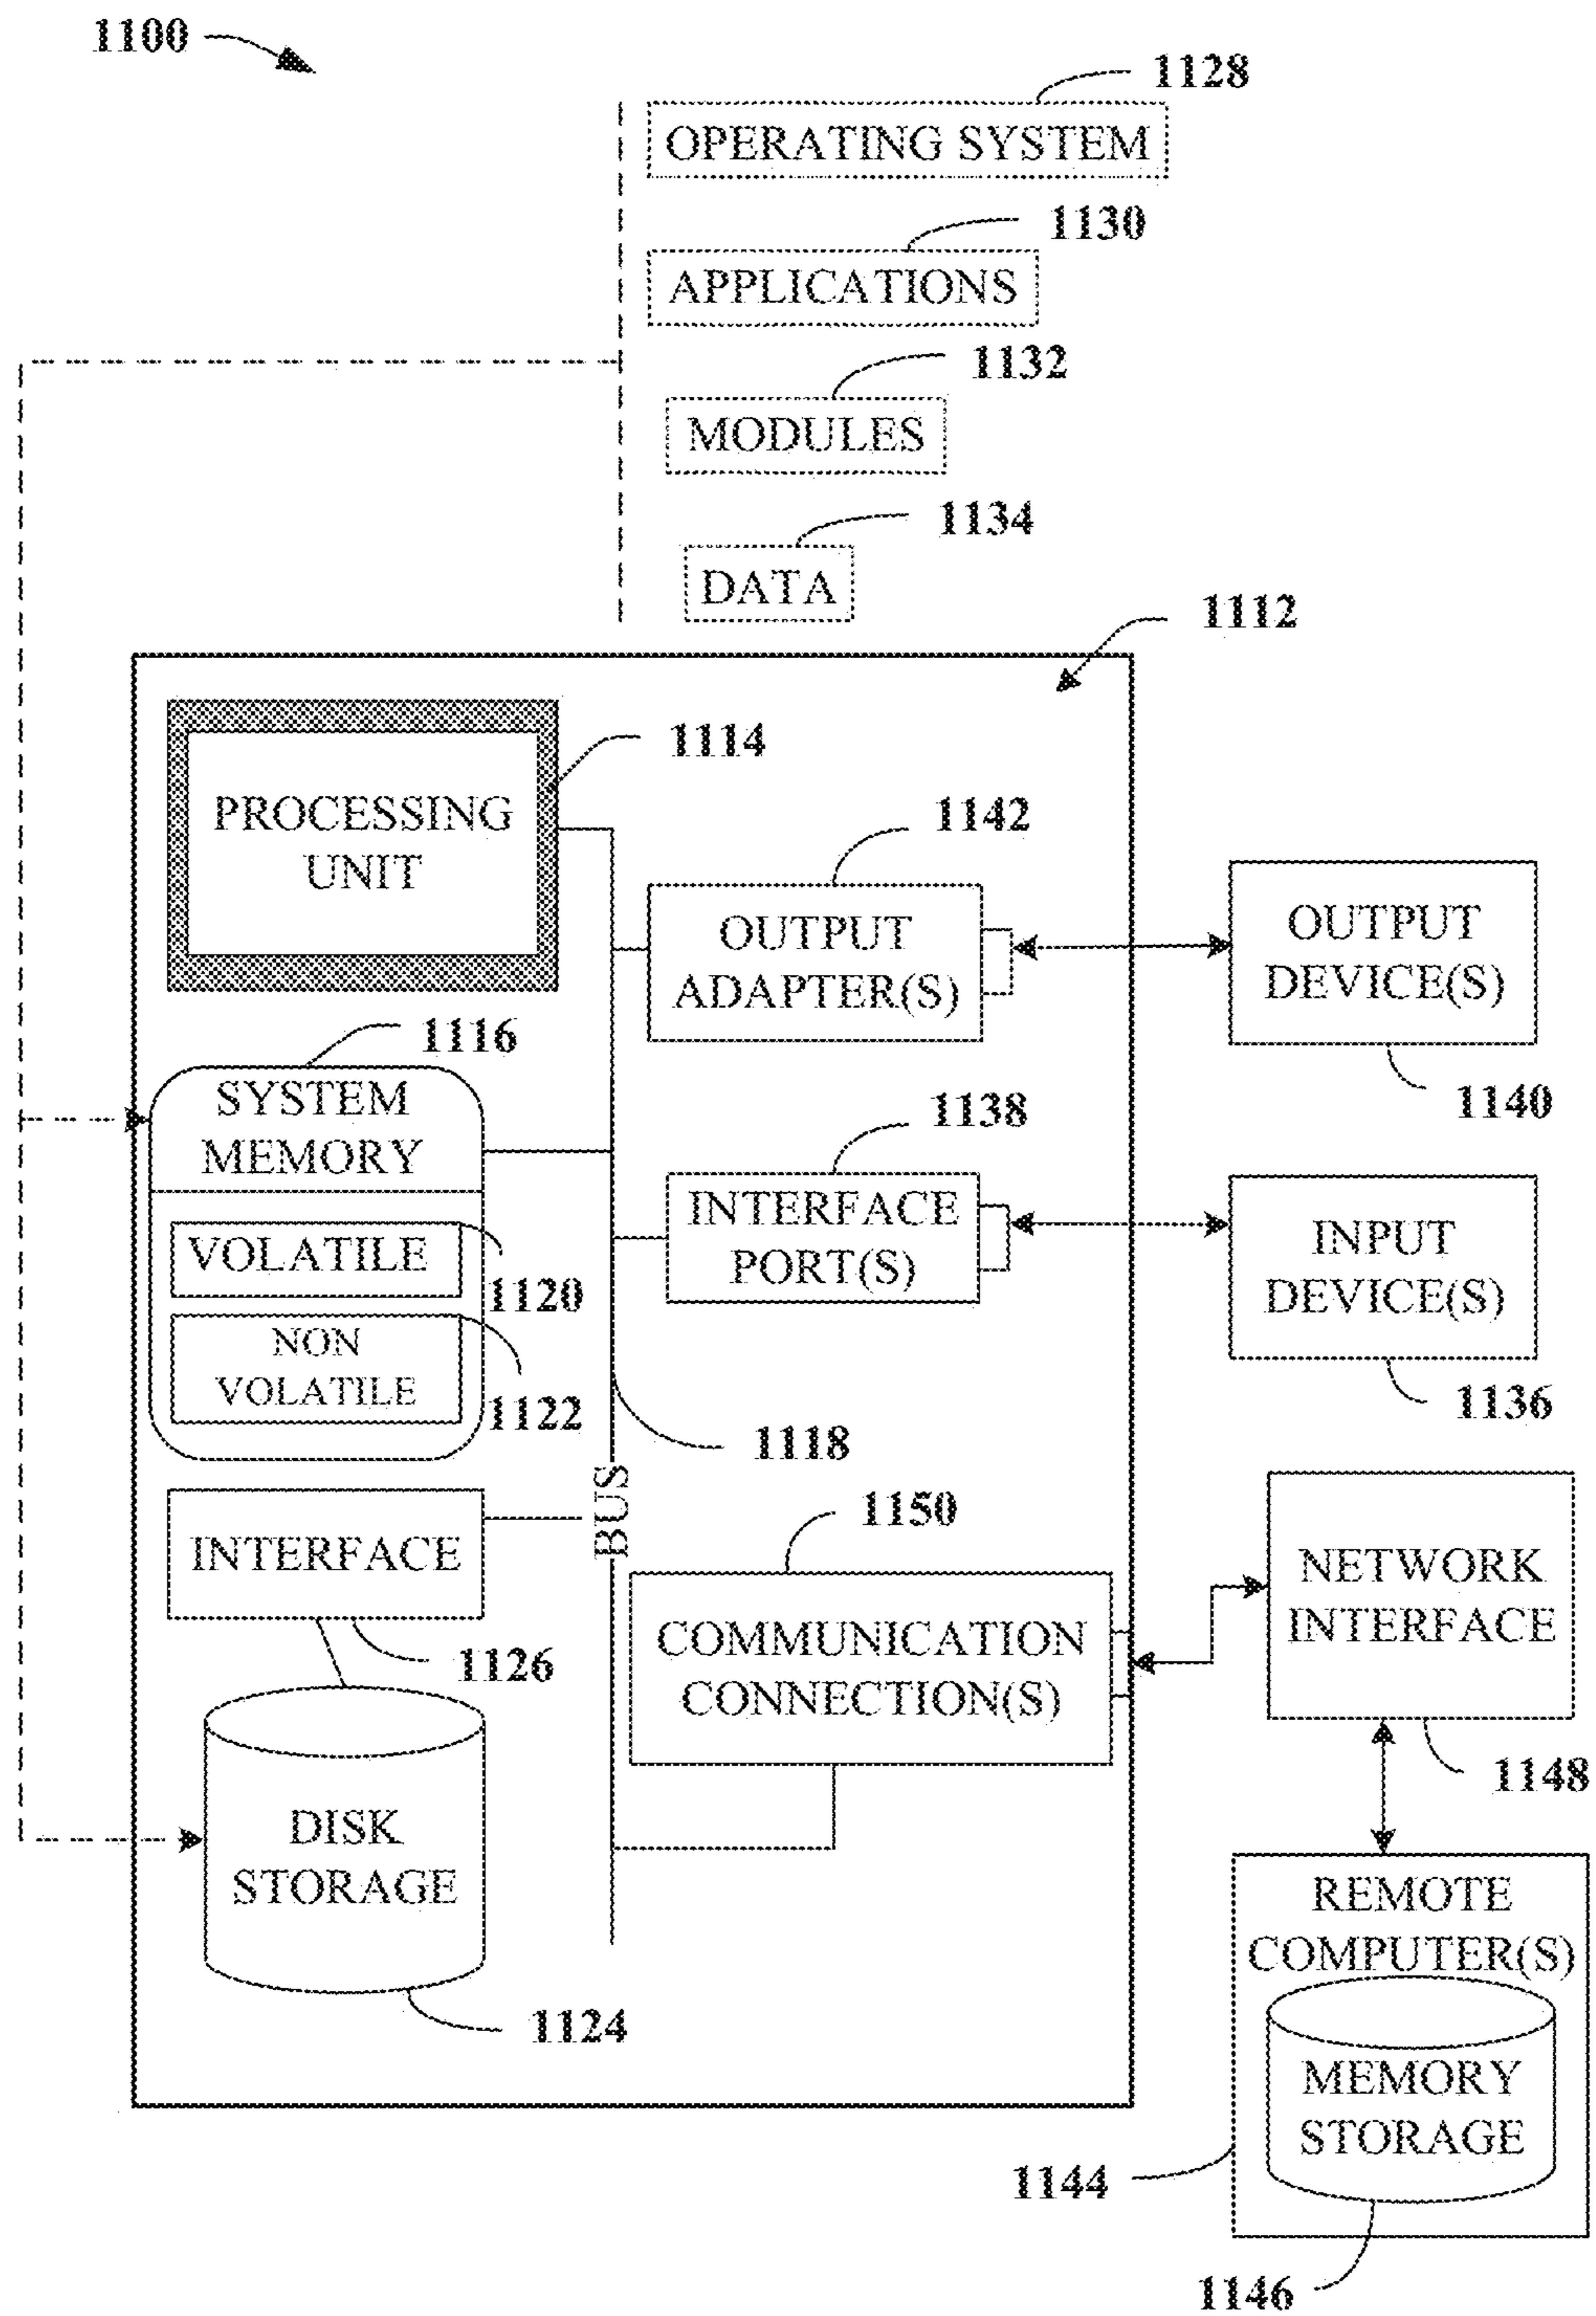 1100
1128
OPERATING SYSTEM
1130
APPLICATIONS
1132
MODULES
1134
DATA
1112
PROCESSING
UNIT
1114
1142
OUTPUT
ADAPTER(S)
OUTPUT
DEVICE(S)
1140
1116
SYSTEM
MEMORY
1138
INTERFACE
PORT(S)
INPUT
DEVICE(S)
1136
VOLATILE
1120
NON
VOLATILE
1122
1118
BUS
INTERFACE
1126
1150
COMMUNICATION
CONNECTION(S)
NETWORK
INTERFACE
1148
DISK
STORAGE
1124
REMOTE
COMPUTER(S)
MEMORY
STORAGE
1144
1146